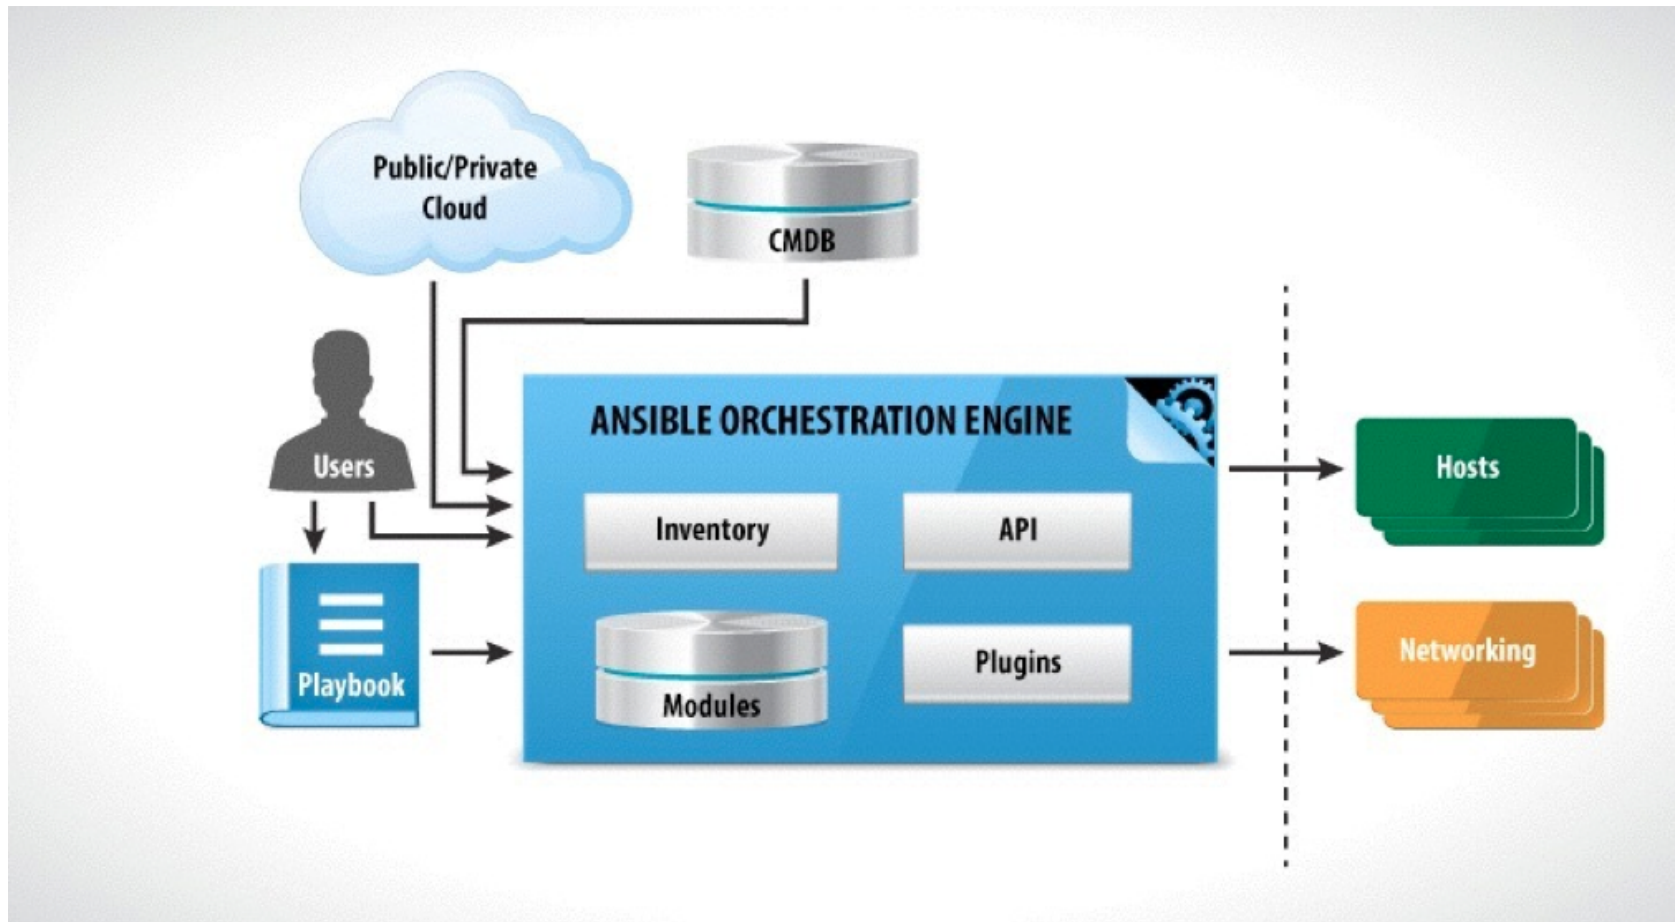 Public/Private
Cloud
CMDB
Users
Playbook
ANSIBLE ORCHESTRATION ENGINE
Inventory
API
Modules
Plugins
Hosts
Networking